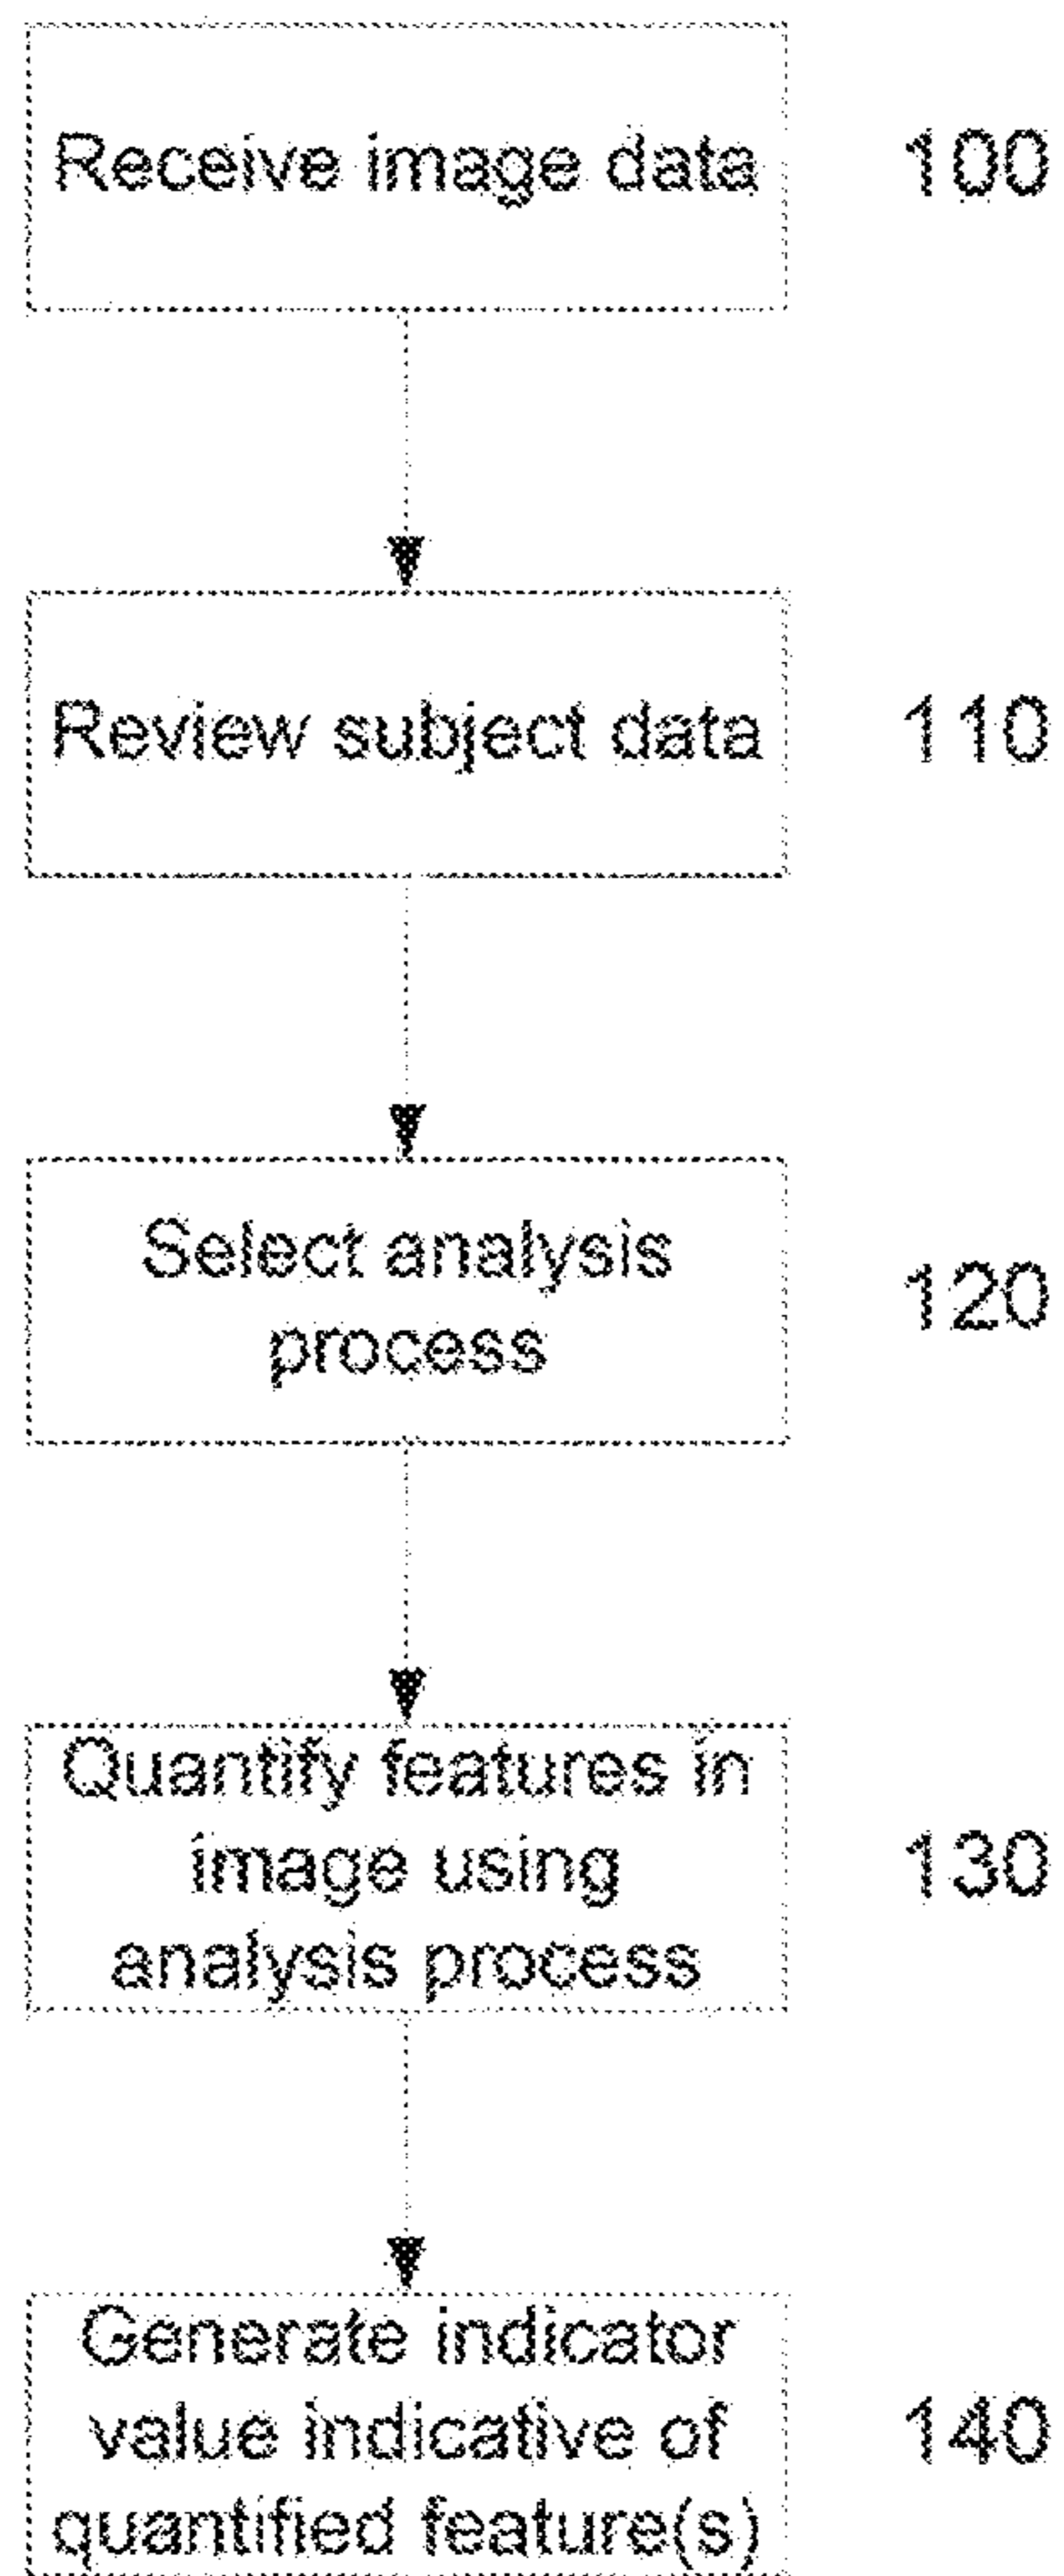 Receive image data
100
Review subject data
110
Select analysis
process
120
Quantify features in
image using
analysis process
130
Generate indicator
value indicative of
quantified feature(s)
140